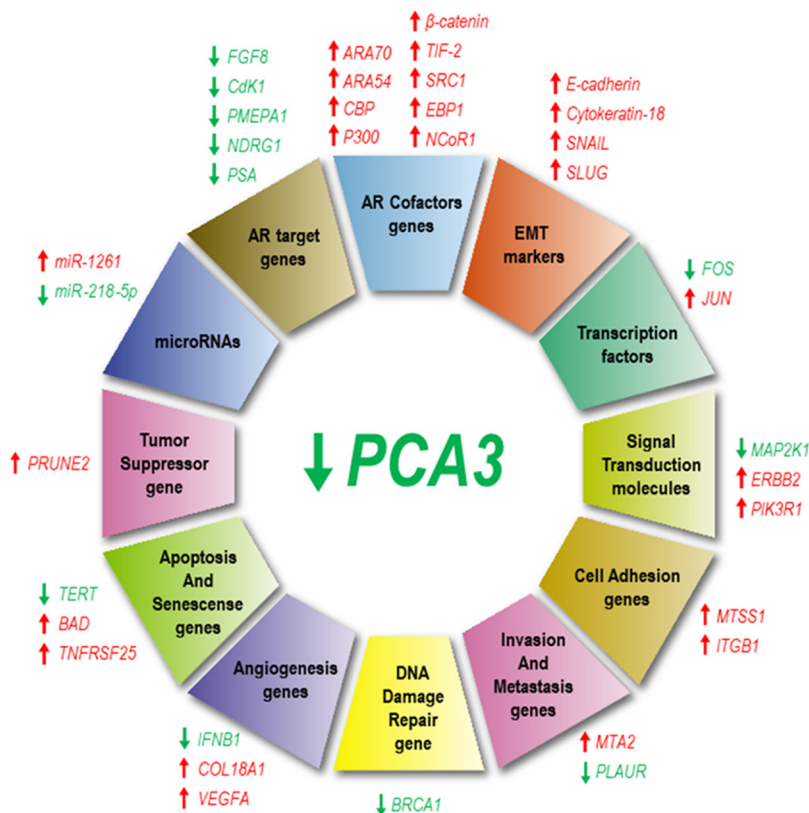 ↓ FGF8
↓ CdK1
↓ PMEPA1
↓ NDRG1
↓ PSA
↑ ARA70
↑ ARA54
↑ CBP
↑ P300
↑ β-catenin
↑ TIF-2
↑ SRC1
↑ EBP1
↑ NCoR1
↑ E-cadherin
↑ Cytokeratin-18
↑ SNAIL
↑ SLUG
AR target
genes
AR Cofactors
genes
EMT
markers
↑ miR-1261
↓ miR-218-5p
microRNAs
↓ FOS
↑ JUN
Transcription
factors
↑ PRUNE2
Tumor
Suppressor
gene
↓ PCA3
Signal
Transduction
molecules
↓ MAP2K1
↑ ERBB2
↑ PIK3R1
↓ TERT
↑ BAD
↑ TNFRSF25
Apoptosis
And
Senescense
genes
Cell Adhesion
genes
↑ MTSS1
↑ ITGB1
Angiogenesis
genes
DNA
Damage
Repair
gene
Invasion
And
Metastasis
genes
↓ IFNB1
↑ COL18A1
↑ VEGFA
↓ BRCA1
↑ MTA2
↓ PLAUR